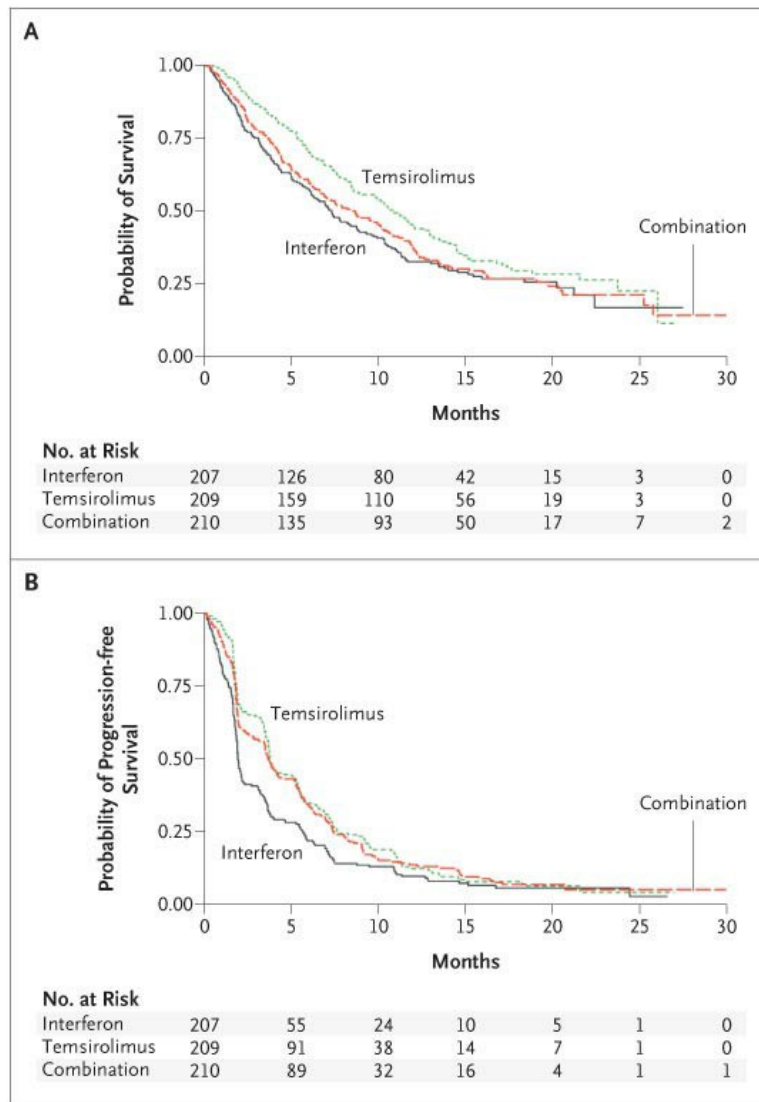 A
1.00
0.75
0.50
0.25
0.00
Probability of Survival
Temsirolimus
Interferon
Combination
0 5 10 15 20 25 30
Months
No. at Risk
Interferon 207 126 80 42 15 3 0
Temsirolimus 209 159 110 56 19 3 0
Combination 210 135 93 50 17 7 2
B
1.00
0.75
0.50
0.25
0.00
Probability of Progression-free
Survival
Temsirolimus
Interferon
Combination
0 5 10 15 20 25 30
Months
No. at Risk
Interferon 207 55 24 10 5 1 0
Temsirolimus 209 91 38 14 7 1 0
Combination 210 89 32 16 4 1 1